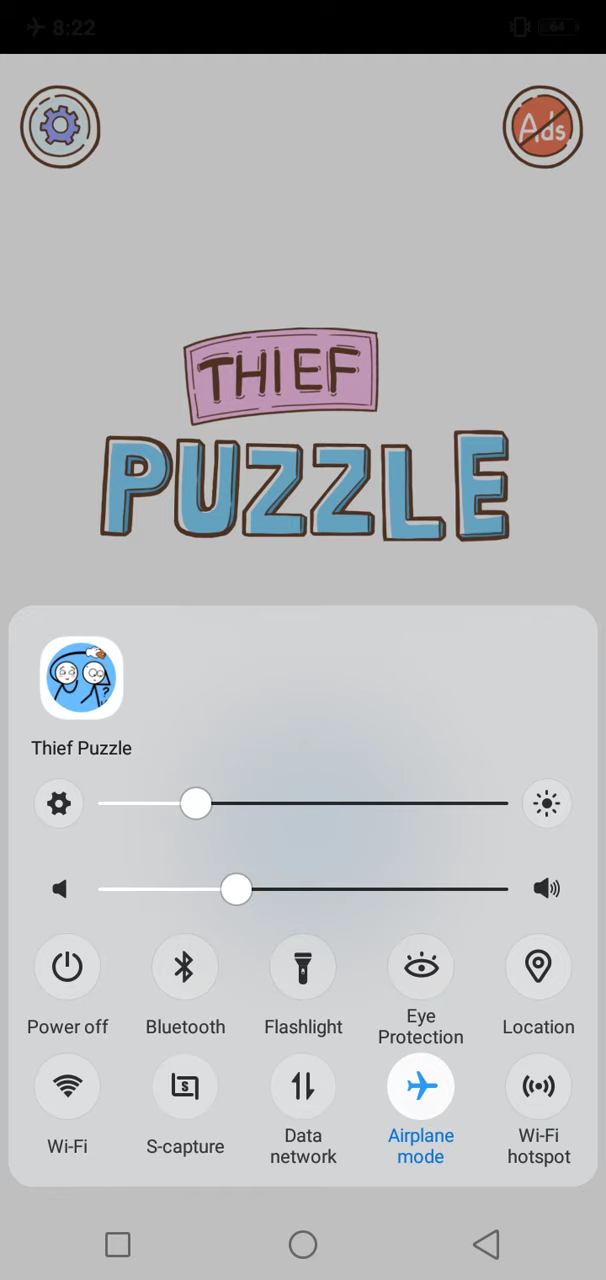 8:22
64
Ads
THIEF
PUZZLE
?
Thief Puzzle
Power off
Bluetooth
Flashlight
Eye
Protection
Location
Wi-Fi
S
S-capture
Data
network
Airplane
mode
Wi-Fi
hotspot